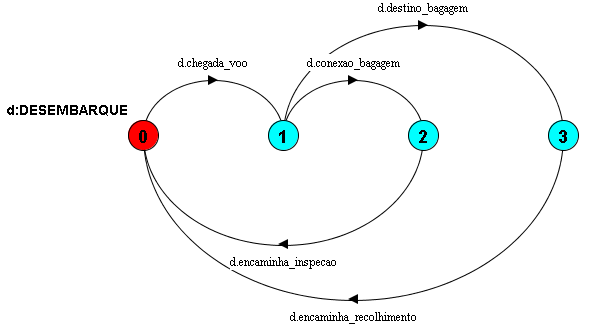 d.destino_bagagem
d.chegada_voo
d.conexao_bagagem
d:DESEMBARQUE
0
1
2
3
d.encaminha_inspecao
d.encaminha_recolhimento